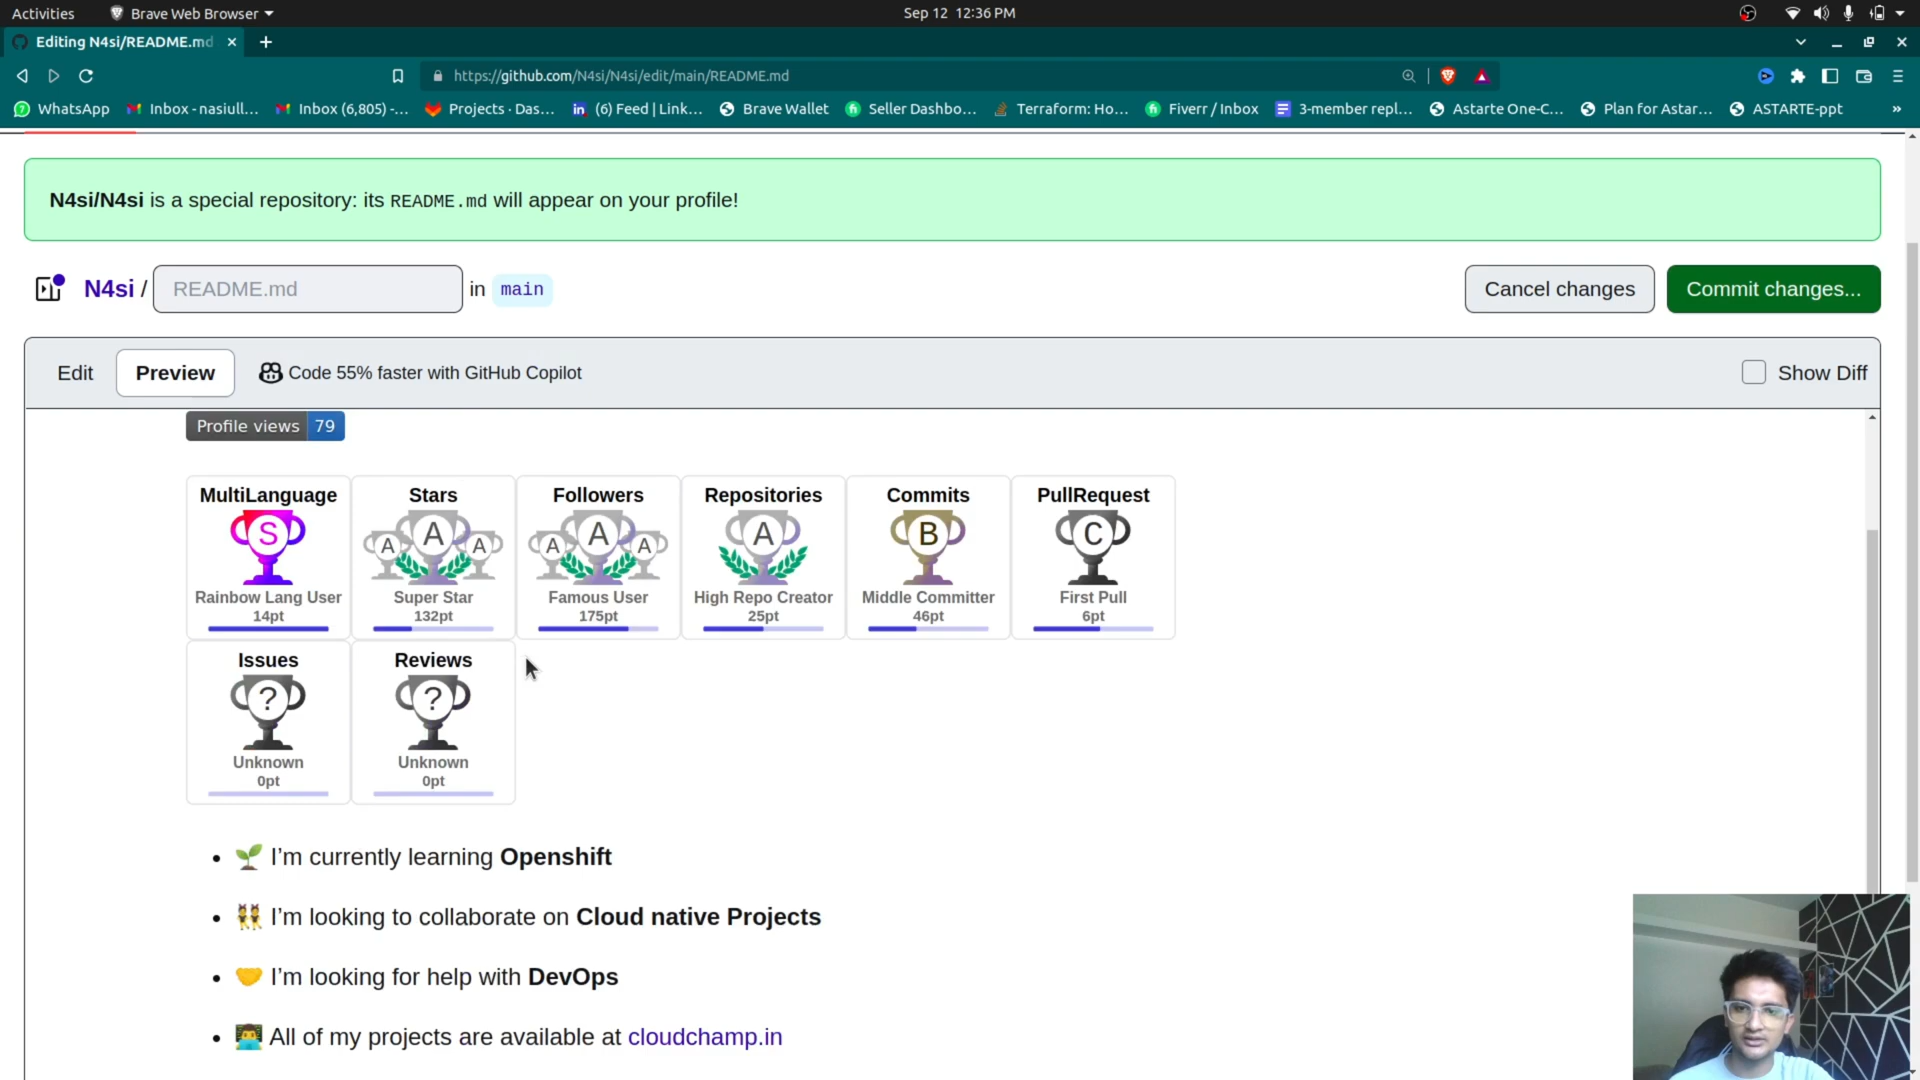 Activities
Brave Web Browser
Sep 12 12:36 PM
Editing N4si/README.md
https://github.com/N4si/N4si/edit/main/README.md
WhatsApp
Inbox - nasiull...
Inbox (6,805) -...
Projects · Das...
(6) Feed | Link...
Brave Wallet
Seller Dashbo...
Terraform: Ho...
Fiverr / Inbox
3-member repl...
Astarte One-C...
Plan for Astar...
ASTARTE-ppt
»
N4si/N4si is a special repository: its README.md will appear on your profile!
N4si / README.md in main
Cancel changes
Commit changes...
Edit
Preview
Code 55% faster with GitHub Copilot
Show Diff
Profile views 79
MultiLanguage
S
Rainbow Lang User
14pt
Stars
A A A
Super Star
132pt
Followers
A A A
Famous User
175pt
Repositories
A
High Repo Creator
25pt
Commits
B
Middle Committer
46pt
PullRequest
C
First Pull
6pt
Issues
?
Unknown
0pt
Reviews
?
Unknown
0pt
• 🌱 I’m currently learning Openshift
• 👯 I’m looking to collaborate on Cloud native Projects
• 🤝 I’m looking for help with DevOps
• 👨‍💻 All of my projects are available at cloudchamp.in